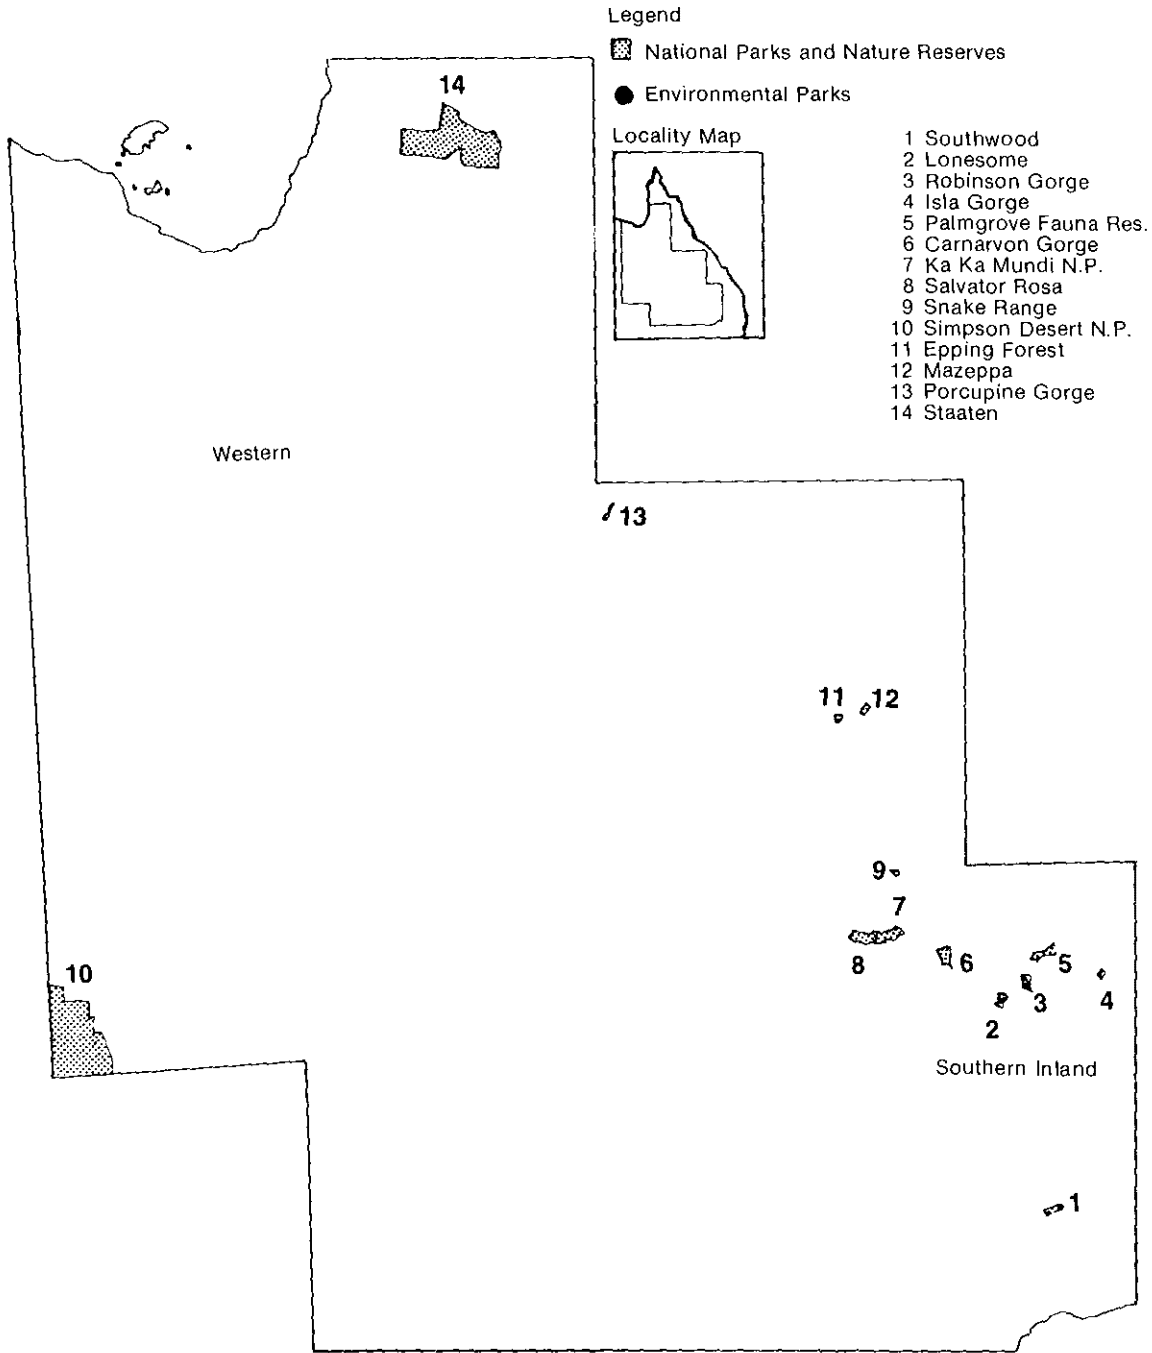 Legend
National Parks and Nature Reserves
Environmental Parks
Locality Map
1 Southwood
2 Lonesome
3 Robinson Gorge
4 Isla Gorge
5 Palmgrove Fauna Res.
6 Carnarvon Gorge
7 Ka Ka Mundi N.P.
8 Salvator Rosa
9 Snake Range
10 Simpson Desert N.P.
11 Epping Forest
12 Mazeppa
13 Porcupine Gorge
14 Staaten
14
Western
13
11
12
9
7
8
6
5
4
3
2
10
Southern Inland
1